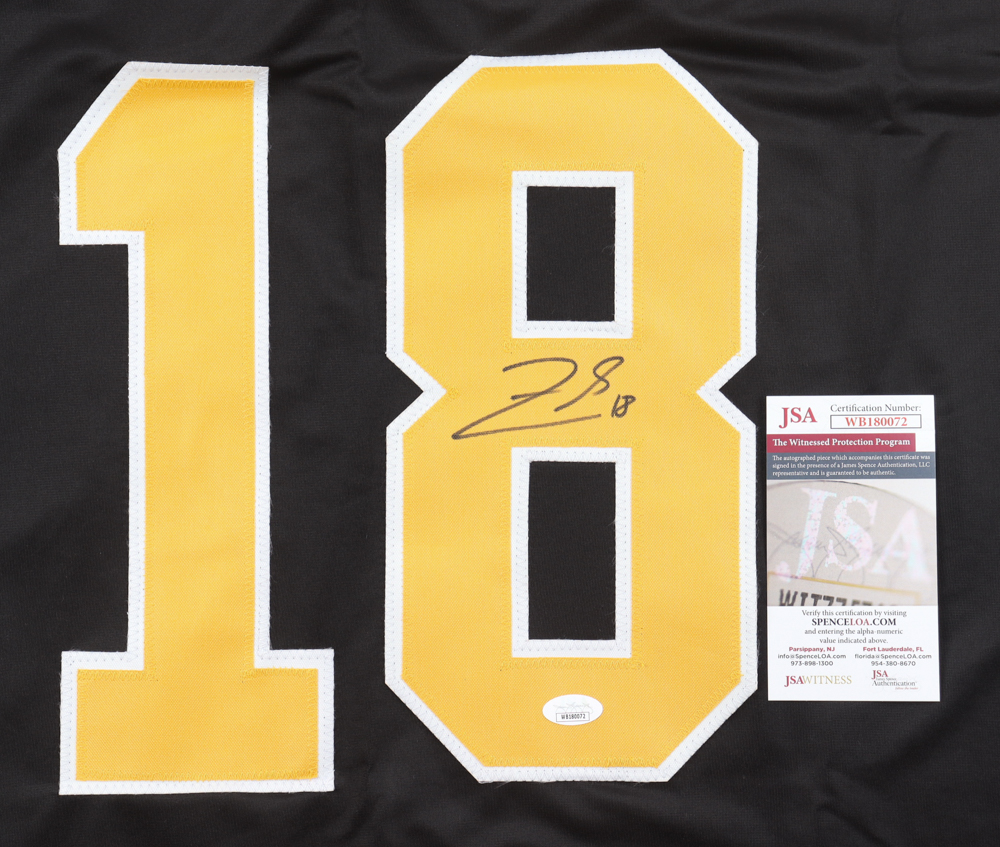 18
18
JSA
Certification Number:
WB180072
The Witnessed Protection Program
The autographed piece which accompanies this certificate was
signed in the presence of a James Spence Authentication, LLC
representative and is guaranteed to be authentic.
JSA
Verify this certification by visiting
SPENCELOA.COM
and entering the alpha-numeric
value indicated above.
Parsippany, NJ
info@SpenceLOA.com
973-898-1300
Fort Lauderdale, FL
florida@SpenceLOA.com
954-380-8670
JSAWITNESS
JSA
Authentication
WB180072